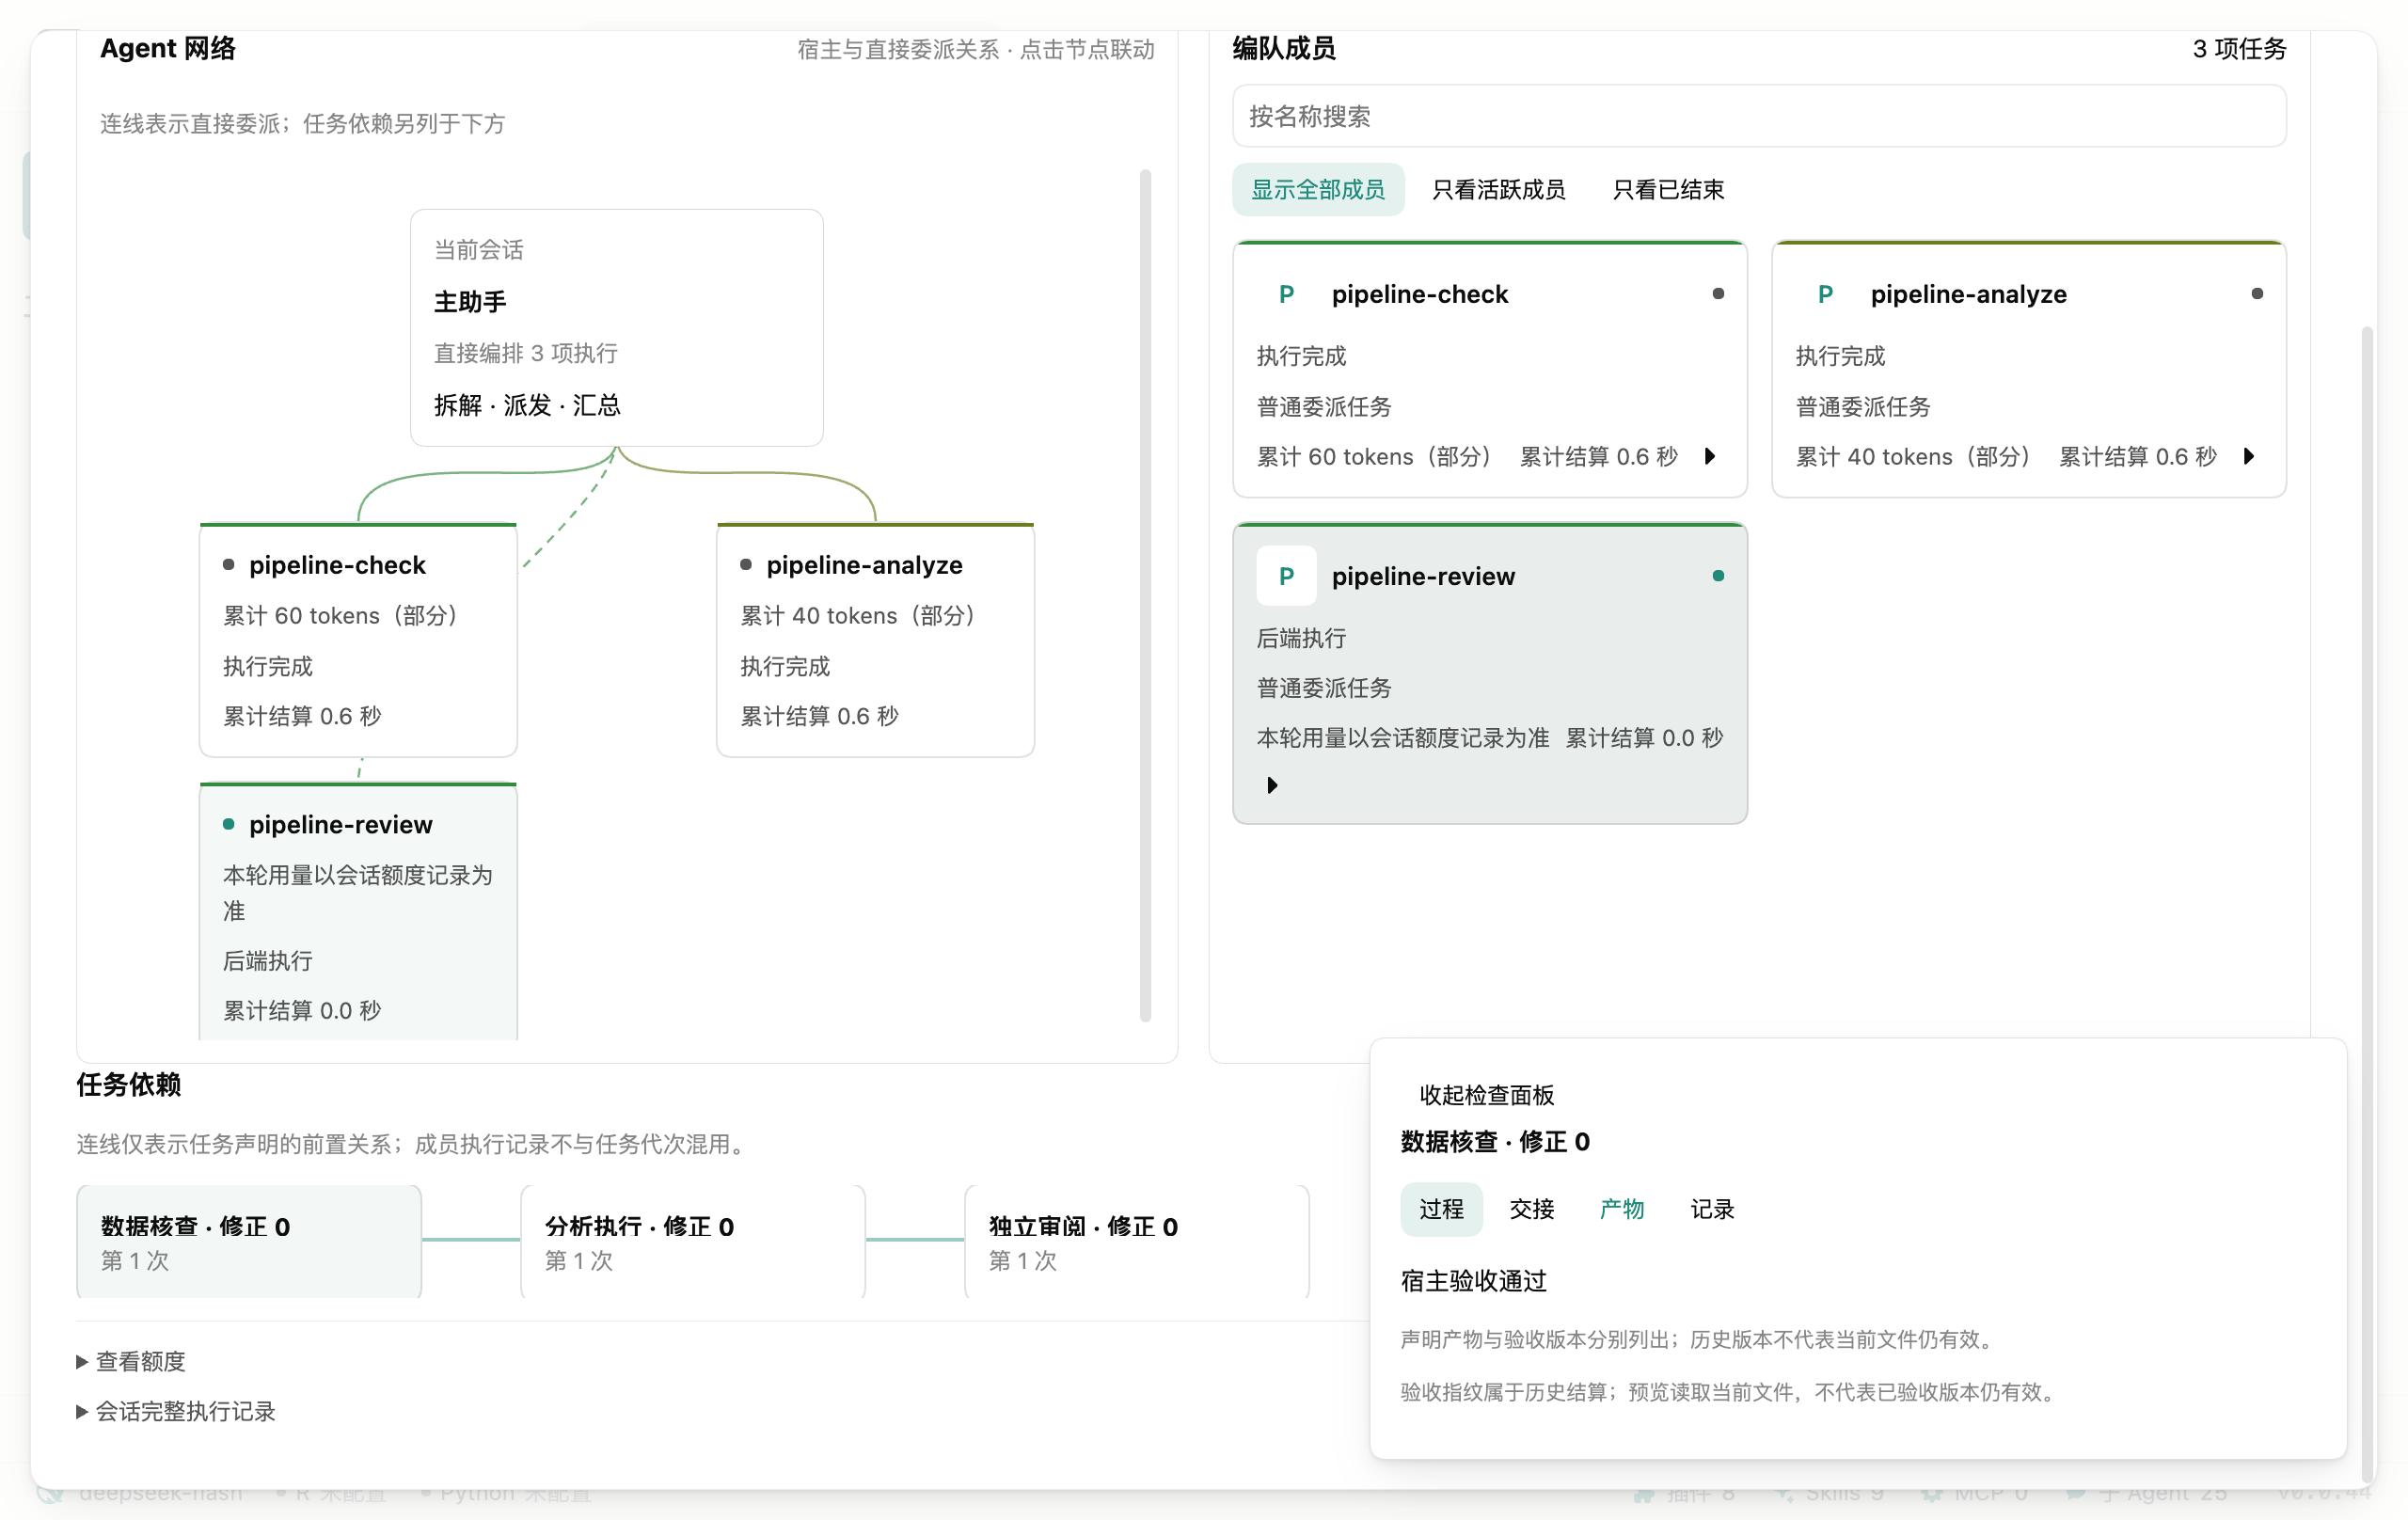 Agent 网络
宿主与直接委派关系 · 点击节点联动
连线表示直接委派；任务依赖另列于下方
当前会话
主助手
直接编排 3 项执行
拆解 · 派发 · 汇总
pipeline-check
累计 60 tokens（部分）
执行完成
累计结算 0.6 秒
pipeline-analyze
累计 40 tokens（部分）
执行完成
累计结算 0.6 秒
pipeline-review
本轮用量以会话额度记录为
准
后端执行
累计结算 0.0 秒
编队成员
3 项任务
按名称搜索
显示全部成员 只看活跃成员 只看已结束
P pipeline-check
执行完成
普通委派任务
累计 60 tokens（部分） 累计结算 0.6 秒
P pipeline-analyze
执行完成
普通委派任务
累计 40 tokens（部分） 累计结算 0.6 秒
P pipeline-review
后端执行
普通委派任务
本轮用量以会话额度记录为准 累计结算 0.0 秒
任务依赖
连线仅表示任务声明的前置关系；成员执行记录不与任务代次混用。
数据核查 · 修正 0
第 1 次
分析执行 · 修正 0
第 1 次
独立审阅 · 修正 0
第 1 次
查看额度
会话完整执行记录
收起检查面板
数据核查 · 修正 0
过程 交接 产物 记录
宿主验收通过
声明产物与验收版本分别列出；历史版本不代表当前文件仍有效。
验收指纹属于历史结算；预览读取当前文件，不代表已验收版本仍有效。
R 未配置 Python 未配置
插件 8 Skills 9 MCP 0 子 Agent 25 v0.0.44